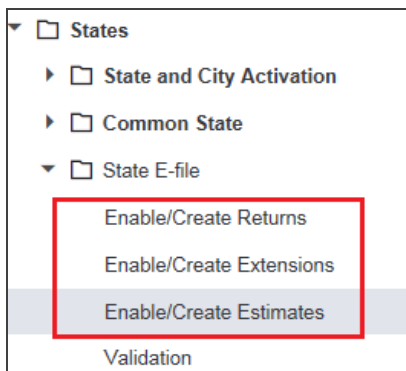 States
State and City Activation
Common State
State E-file
Enable/Create Returns
Enable/Create Extensions
Enable/Create Estimates
Validation